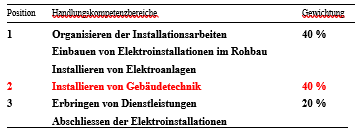 Position Handlungskompetenzbereiche Gewichtung
1 Organisieren der Installationsarbeiten 40 %
Einbauen von Elektroinstallationen im Rohbau
Installieren von Elektroanlagen
2 Installieren von Gebäudetechnik 40 %
3 Erbringen von Dienstleistungen 20 %
Abschliessen der Elektroinstallationen